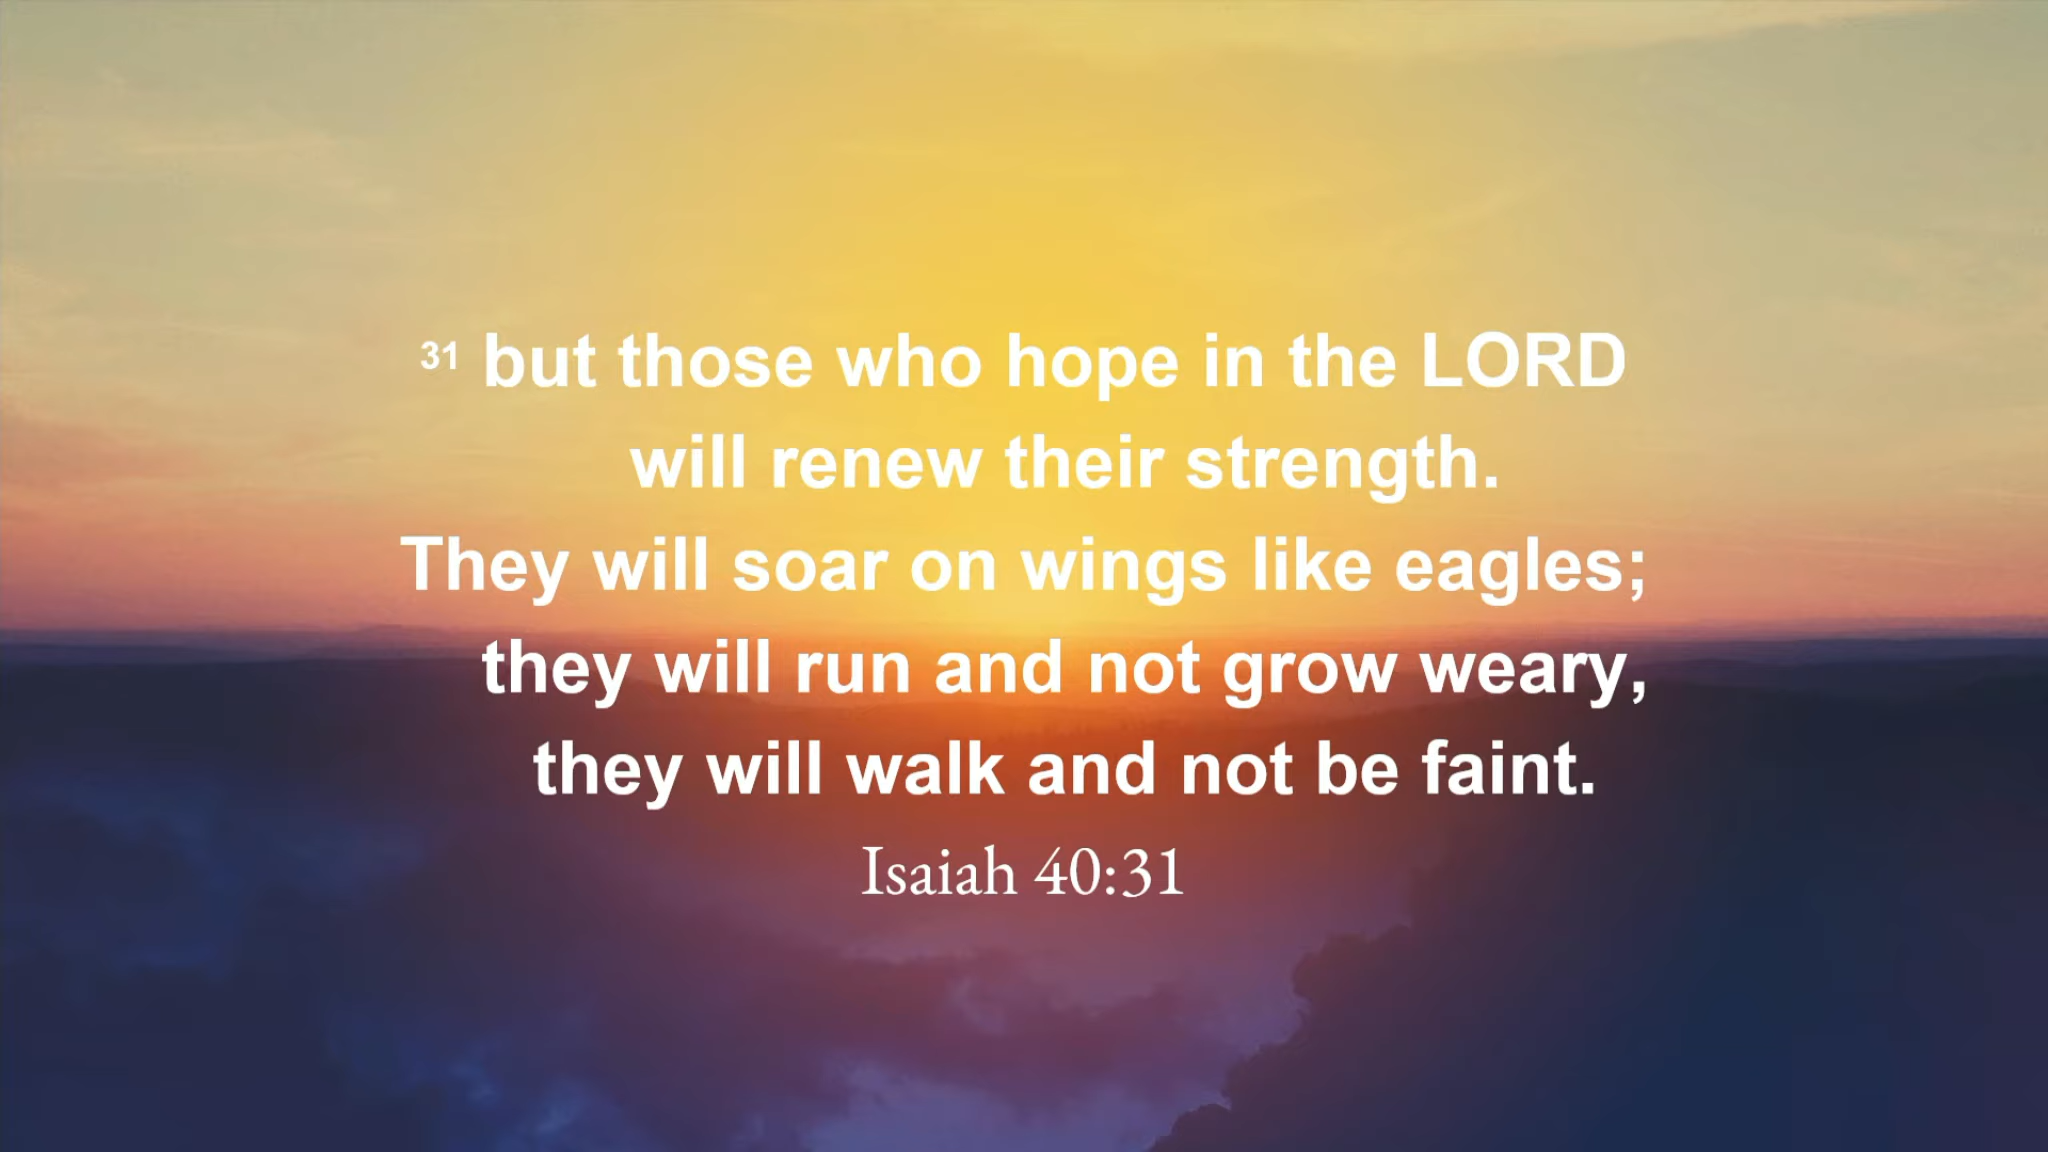 31 but those who hope in the LORD
will renew their strength.
They will soar on wings like eagles;
they will run and not grow weary,
they will walk and not be faint.
Isaiah 40:31